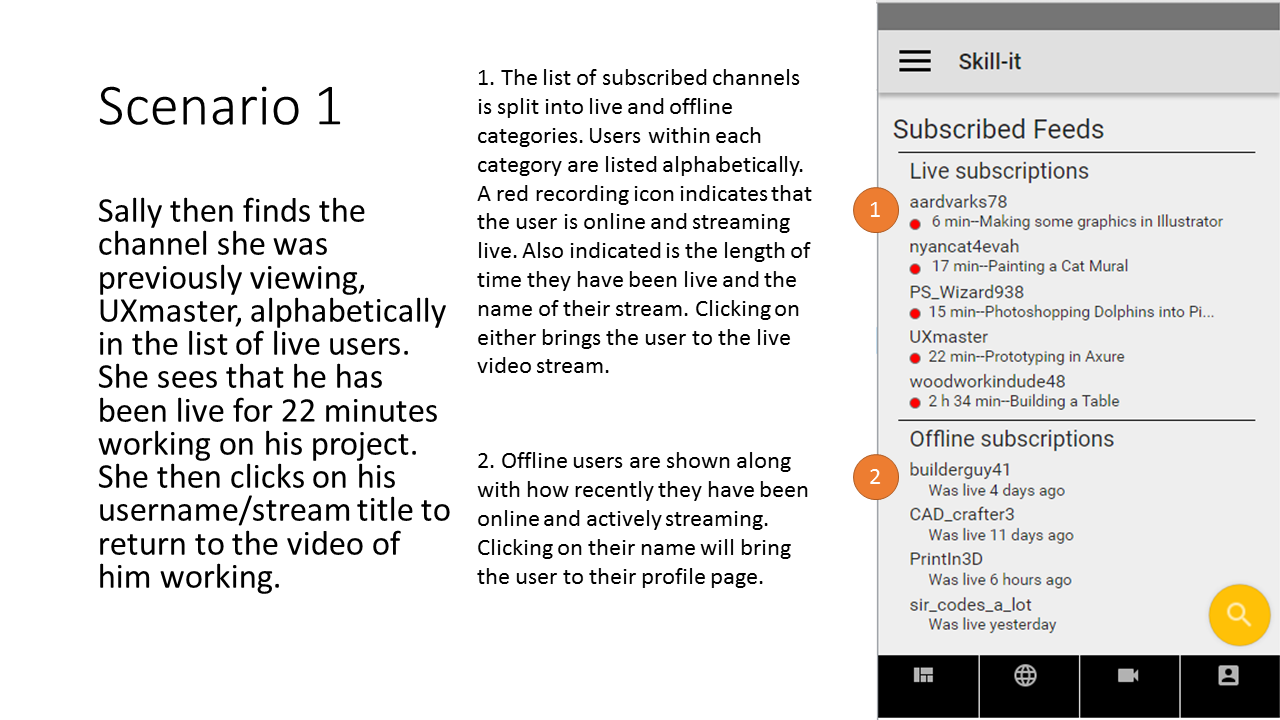 Scenario 1
Sally then finds the
channel she was
previously viewing,
UXmaster, alphabetically
in the list of live users.
She sees that he has
been live for 22 minutes
working on his project.
She then clicks on his
username/stream title to
return to the video of
him working.
1. The list of subscribed channels
is split into live and offline
categories. Users within each
category are listed alphabetically.
A red recording icon indicates that
the user is online and streaming
live. Also indicated is the length of
time they have been live and the
name of their stream. Clicking on
either brings the user to the live
video stream.
2. Offline users are shown along
with how recently they have been
online and actively streaming.
Clicking on their name will bring
the user to their profile page.
Skill-it
Subscribed Feeds
Live subscriptions
1
aardvarks78
6 min--Making some graphics in Illustrator
nyancat4evah
17 min--Painting a Cat Mural
PS_Wizard938
15 min--Photoshopping Dolphins into Pi...
UXmaster
22 min--Prototyping in Axure
woodworkindude48
2 h 34 min--Building a Table
Offline subscriptions
2
builderguy41
Was live 4 days ago
CAD_crafter3
Was live 11 days ago
PrintIn3D
Was live 6 hours ago
sir_codes_a_lot
Was live yesterday